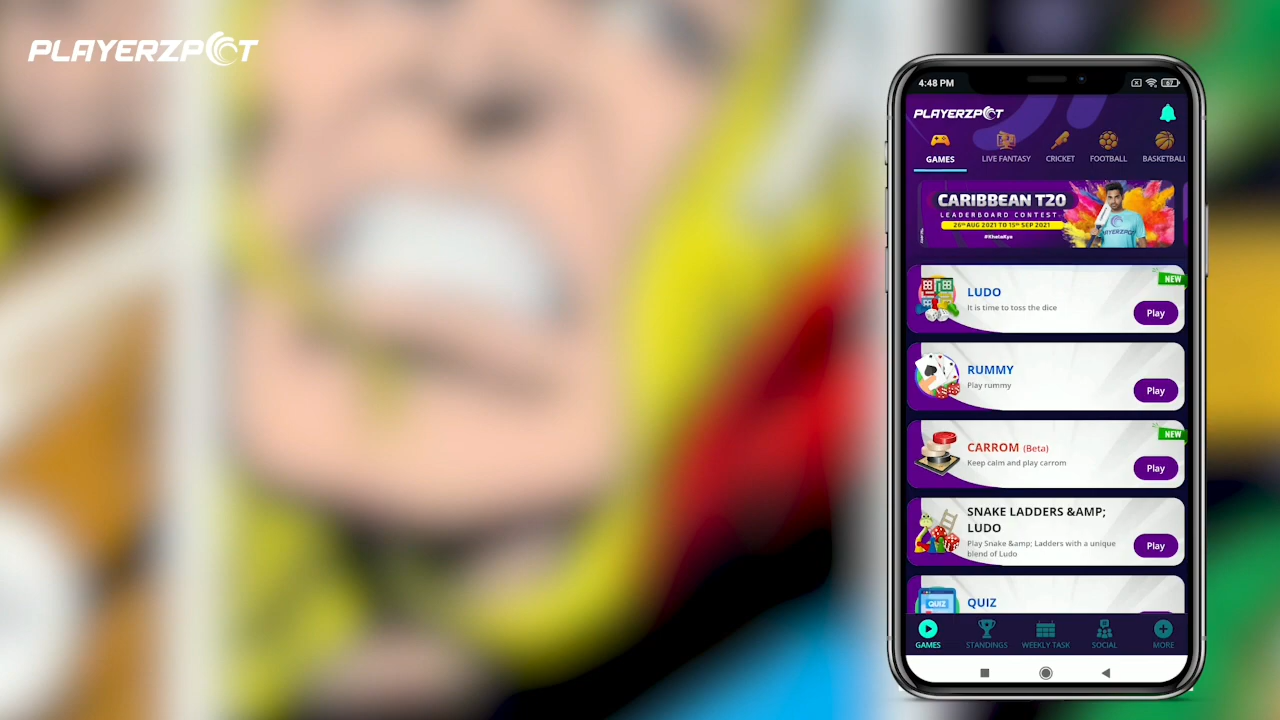 PLAYERZPOT
4:48 PM
67
PLAYERZPOT
GAMES
LIVE FANTASY
CRICKET
FOOTBALL
BASKETBALL
CARIBBEAN T20
LEADERBOARD CONTEST
26TH AUG 2021 TO 15TH SEP 2021
#KheloKya
NEW
LUDO
It is time to toss the dice
Play
RUMMY
Play rummy
Play
NEW
CARROM (Beta)
Keep calm and play carrom
Play
SNAKE LADDERS &AMP;
LUDO
Play Snake &amp; Ladders with a unique
blend of Ludo
Play
QUIZ
QUIZ
GAMES
STANDINGS
WEEKLY TASK
SOCIAL
MORE